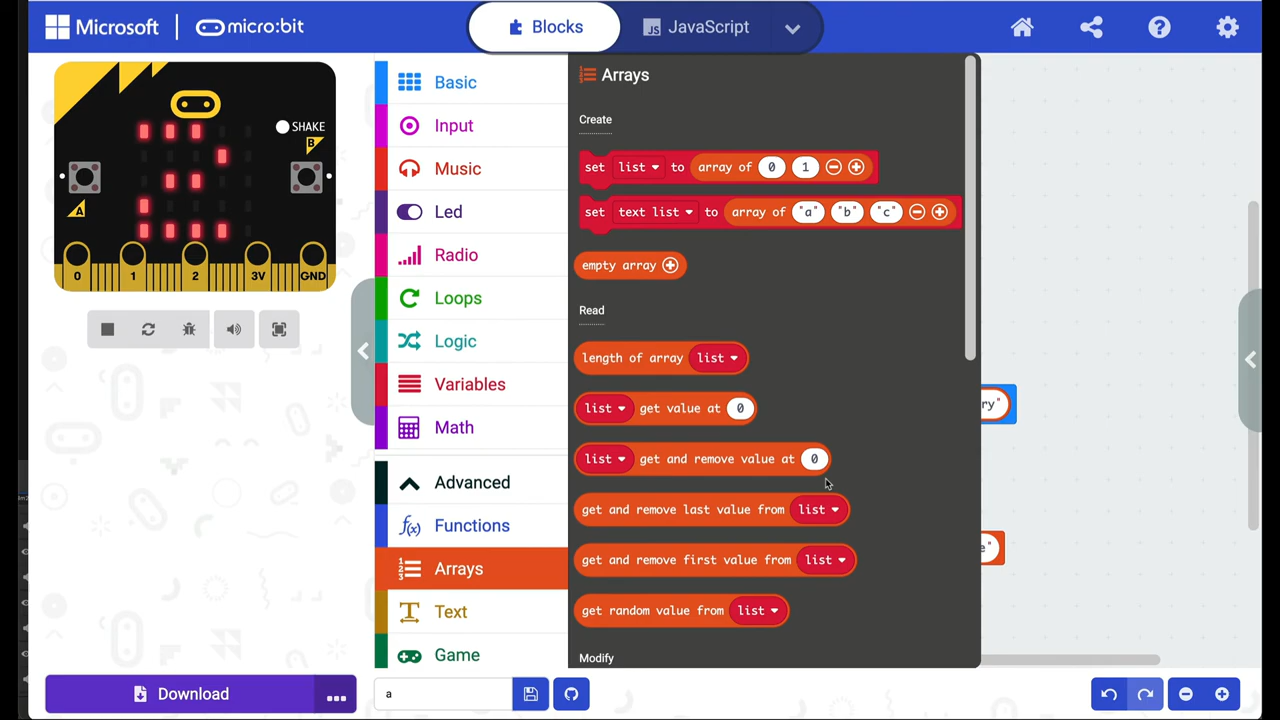 Microsoft micro:bit
Blocks
JavaScript
SHAKE
B
A
0 1 2 3V GND
Download
Basic
Input
Music
Led
Radio
Loops
Logic
Variables
Math
Advanced
Functions
Arrays
Text
Game
Arrays
Create
set list to array of 0 1
set text list to array of "a" "b" "c"
empty array
Read
length of array list
list get value at 0
list get and remove value at 0
get and remove last value from list
get and remove first value from list
get random value from list
Modify
ry"
e"
a